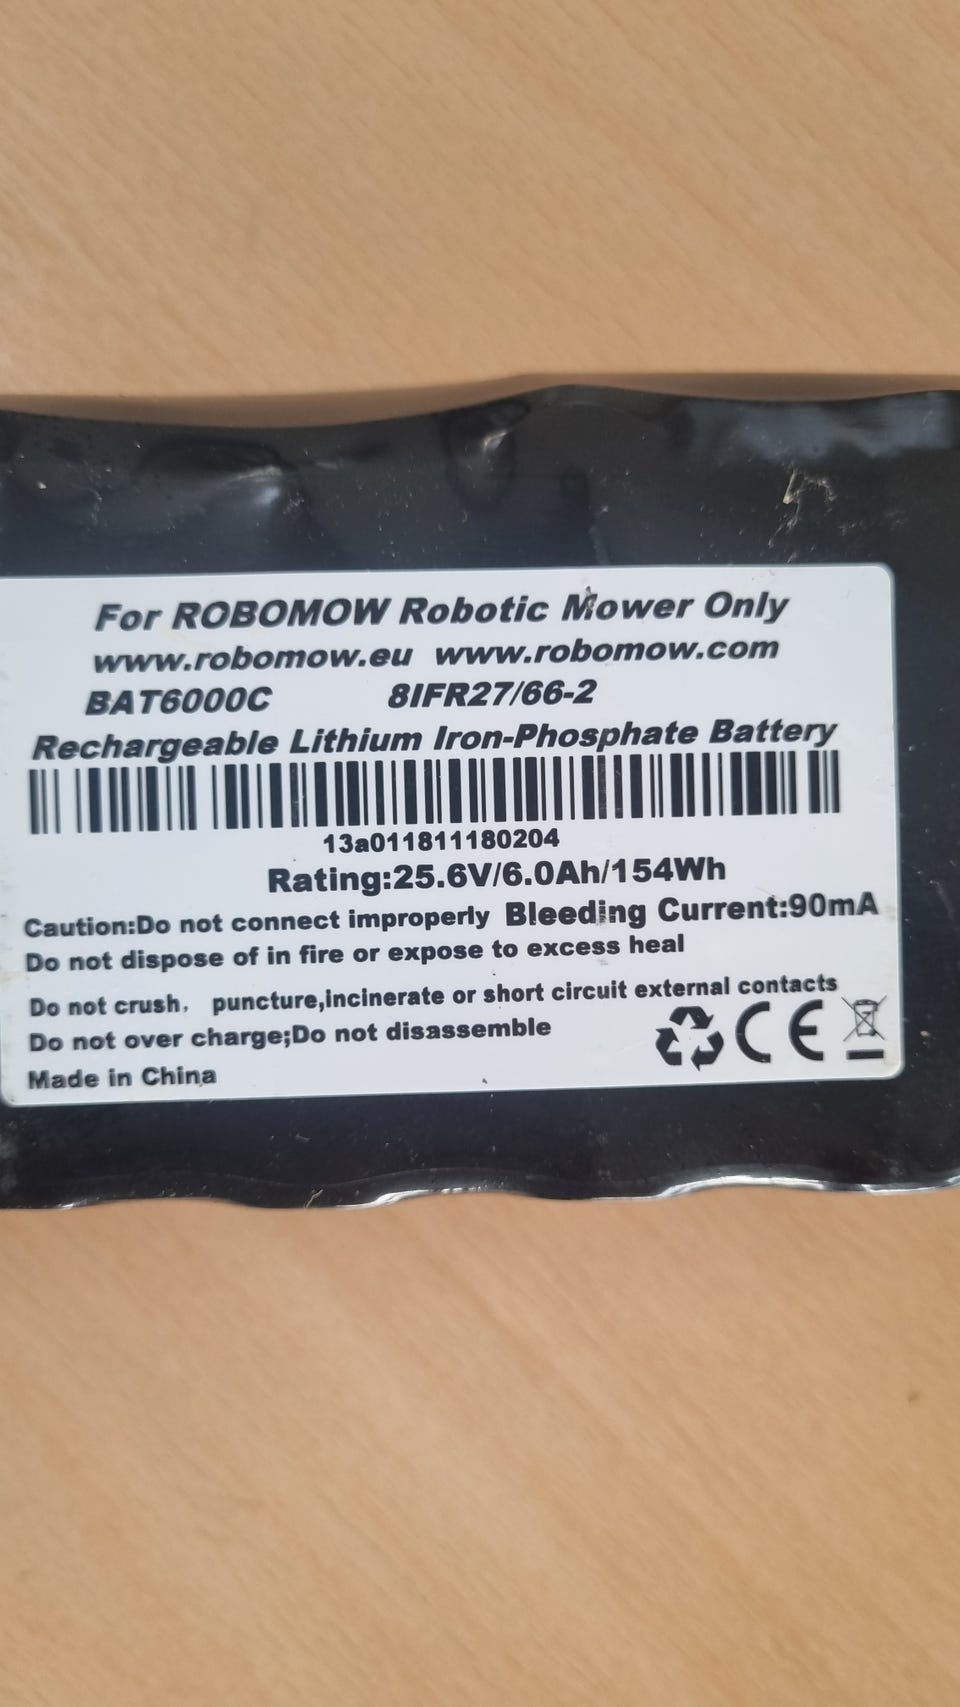 For ROBOMOW Robotic Mower Only
www.robomow.eu www.robomow.com
BAT6000C 8IFR27/66-2
Rechargeable Lithium Iron-Phosphate Battery
13a011811180204
Rating:25.6V/6.0Ah/154Wh
Caution:Do not connect improperly Bleeding Current:90mA
Do not dispose of in fire or expose to excess heal
Do not crush, puncture,incinerate or short circuit external contacts
Do not over charge;Do not disassemble
CE
Made in China